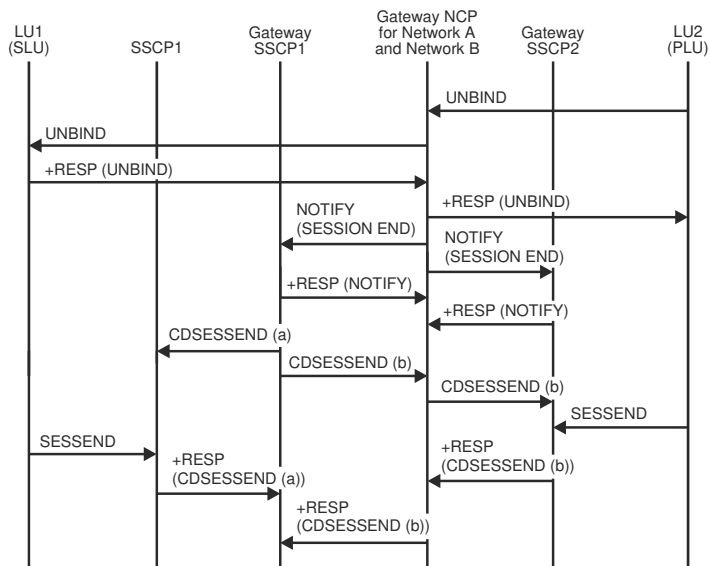 LU1
(SLU)
SSCP1
Gateway
SSCP1
Gateway NCP
for Network A
and Network B
Gateway
SSCP2
LU2
(PLU)
UNBIND
UNBIND
+RESP (UNBIND)
+RESP (UNBIND)
NOTIFY
(SESSION END)
NOTIFY
(SESSION END)
+RESP (NOTIFY)
+RESP (NOTIFY)
CDSESSEND (a)
CDSESSEND (b)
CDSESSEND (b)
SESSEND
SESSEND
+RESP
(CDSESSEND (b))
+RESP
(CDSESSEND (a))
+RESP
(CDSESSEND (b))